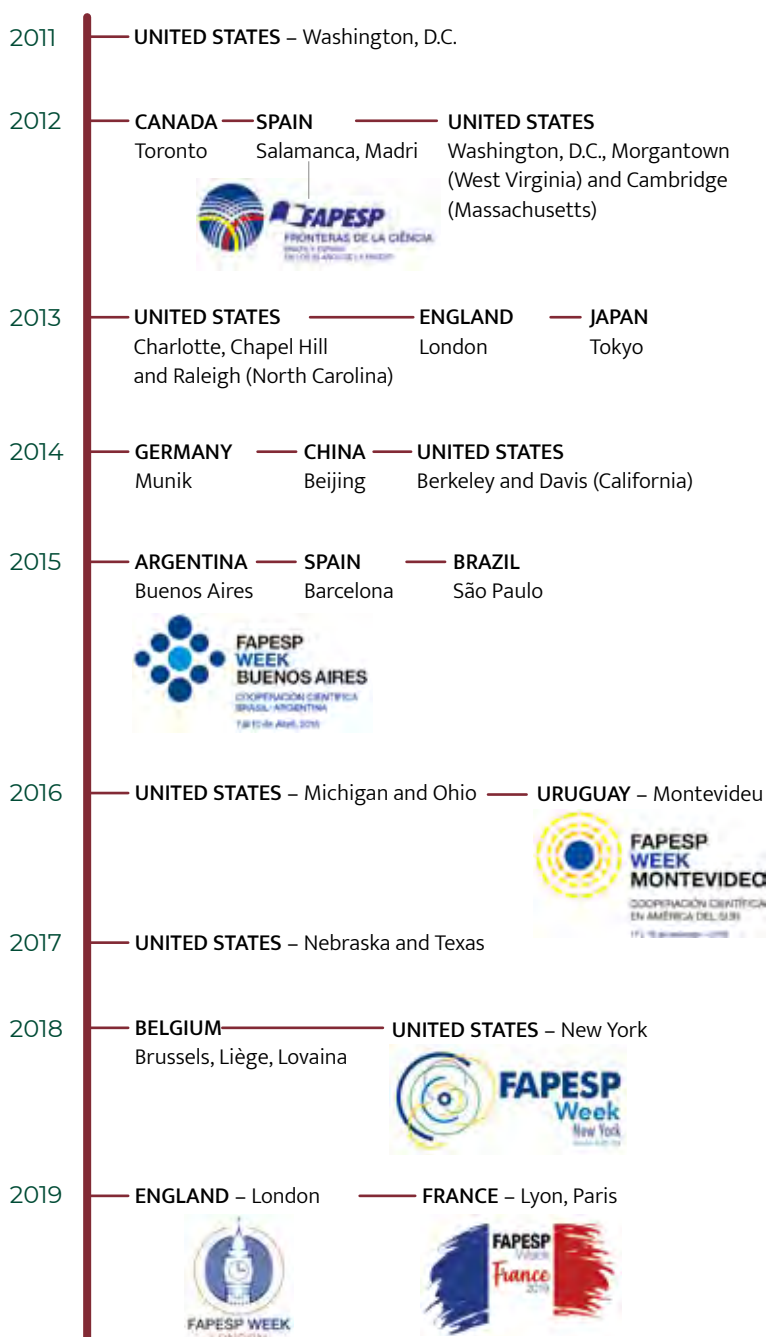 2011
UNITED STATES – Washington, D.C.
2012
CANADA
Toronto
SPAIN
Salamanca, Madri
UNITED STATES
Washington, D.C., Morgantown
(West Virginia) and Cambridge
(Massachusetts)
FAPESP
FRONTERAS DE LA CIÊNCIA
2013
UNITED STATES
Charlotte, Chapel Hill
and Raleigh (North Carolina)
ENGLAND
London
JAPAN
Tokyo
2014
GERMANY
Munik
CHINA
Beijing
UNITED STATES
Berkeley and Davis (California)
2015
ARGENTINA
Buenos Aires
SPAIN
Barcelona
BRAZIL
São Paulo
FAPESP
WEEK
BUENOS AIRES
COOPERACIÓN CIENTÍFICA
BRASIL-ARGENTINA
2016
UNITED STATES – Michigan and Ohio
URUGUAY – Montevideu
FAPESP
WEEK
MONTEVIDEO
COOPERACIÓN CIENTÍFICA
EN AMÉRICA DEL SUR
2017
UNITED STATES – Nebraska and Texas
2018
BELGIUM
Brussels, Liège, Lovaina
UNITED STATES – New York
FAPESP
Week
New York
2019
ENGLAND – London
FRANCE – Lyon, Paris
FAPESP WEEK
LONDON
FAPESP
Week
France
2019